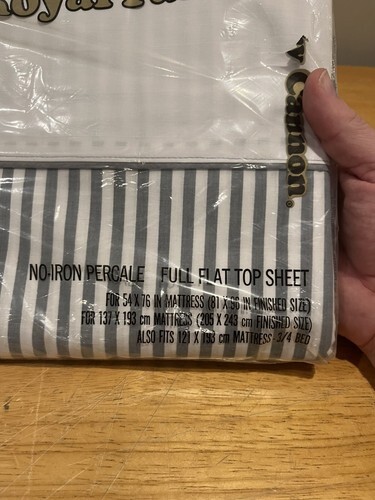 Royal
Cannon®
NO-IRON PERCALE FULL FLAT TOP SHEET
FOR 54 X 76 IN MATTRESS (81 X 96 IN FINISHED SIZE)
FOR 137 X 193 cm MATTRESS (205 X 243 cm FINISHED SIZE)
ALSO FITS 121 X 193 cm MATTRESS 3/4 BED